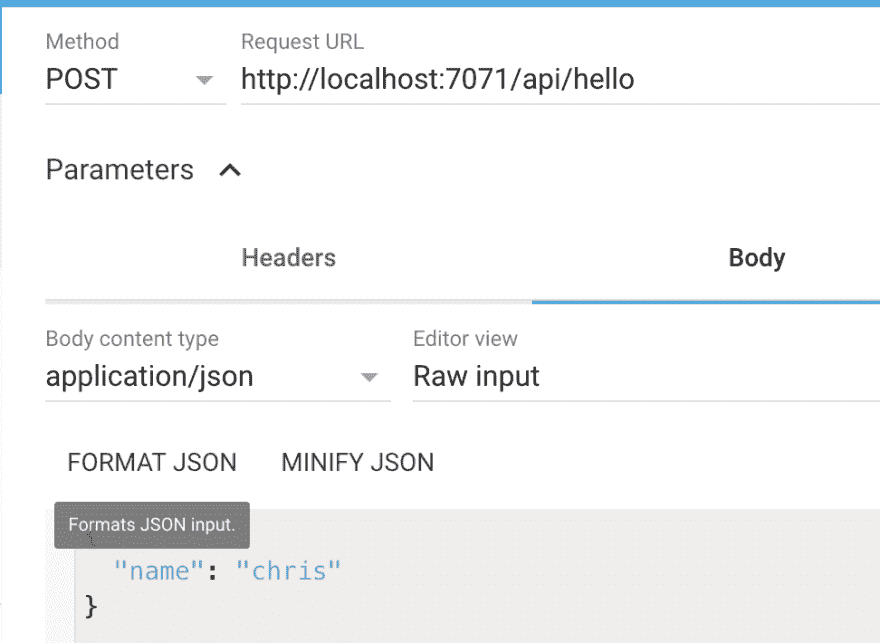 Method Request URL
POST http://localhost:7071/api/hello
Parameters
Headers Body
Body content type Editor view
application/json Raw input
FORMAT JSON MINIFY JSON
Formats JSON input.
"name": "chris"
}